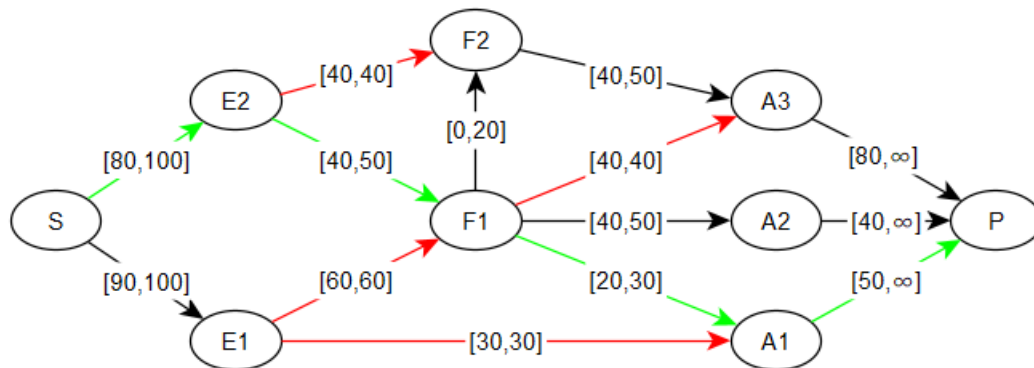 F2
[40,40]
[40,50]
E2
A3
[0,20]
[80,100]
[40,50]
[40,40]
[80,∞]
S
F1
[40,50]
A2
[40,∞]
P
[90,100]
[60,60]
[20,30]
[50,∞]
E1
[30,30]
A1